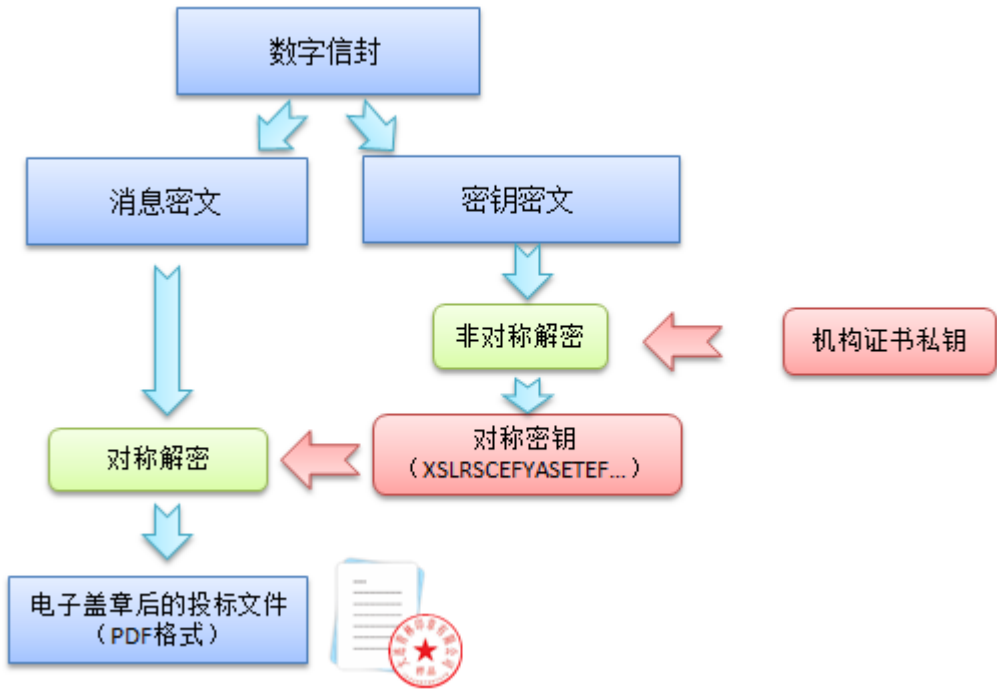 数字信封
消息密文
密钥密文
非对称解密
机构证书私钥
对称解密
对称密钥
（XSLRSCEFYASETEF...）
电子盖章后的投标文件
（PDF格式）